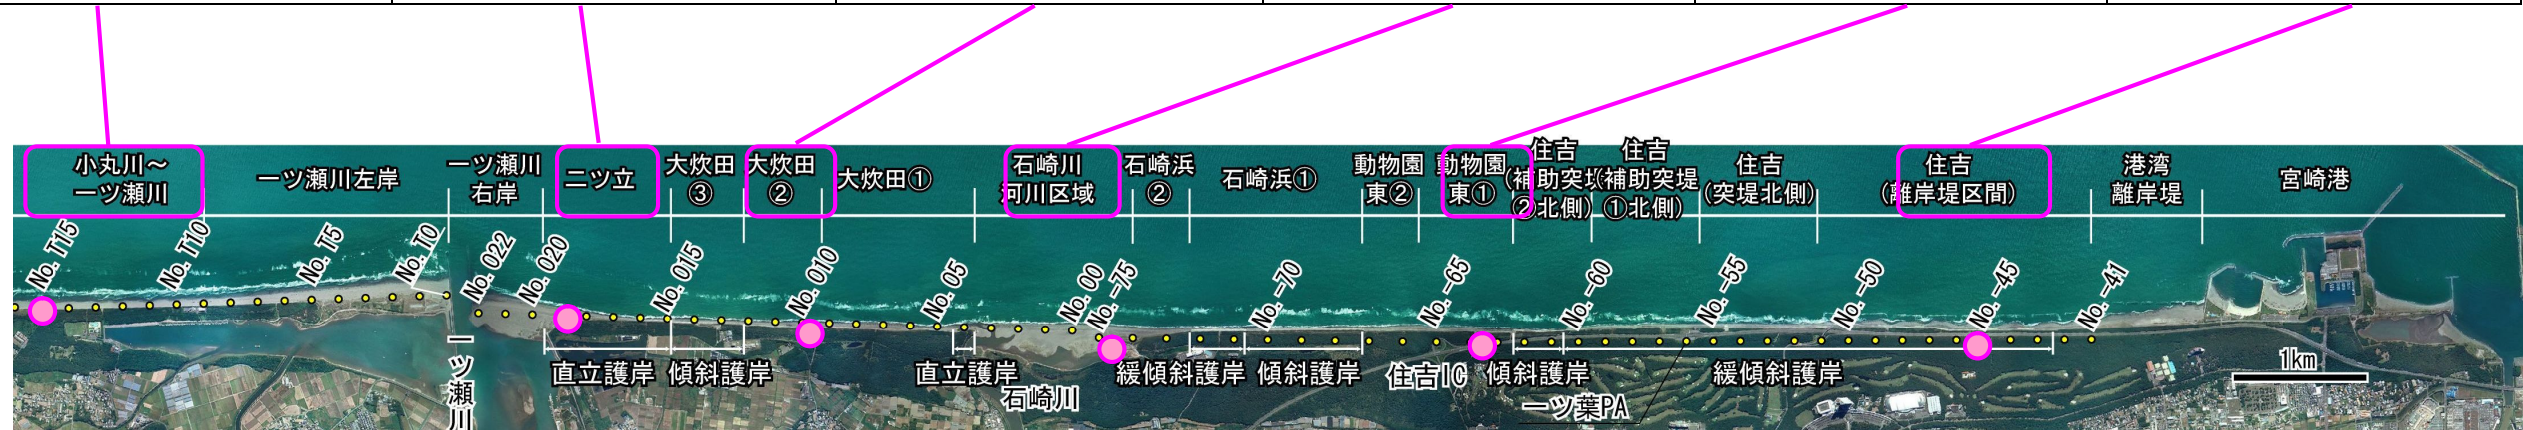 小丸川～
一ツ瀬川
一ツ瀬川左岸
一ツ瀬川
右岸
二ツ立
大炊田
③
大炊田
②
大炊田①
石崎川
河川区域
石崎浜
②
石崎浜①
動物園
東②
動物園
東①
住吉
(補助突堤
②北側)
住吉
(補助突堤
①北側)
住吉
(突堤北側)
住吉
(離岸堤区間)
港湾
離岸堤
宮崎港
No. T15
No. T10
No. T5
No. T0
No. 022
No. 020
No. 015
No. 010
No. 05
No. 00
No. -75
No. -70
No. -65
No. -60
No. -55
No. -50
No. -45
No. -41
一ツ瀬川
直立護岸
傾斜護岸
直立護岸
石崎川
緩傾斜護岸
傾斜護岸
住吉IC
傾斜護岸
一ツ葉PA
緩傾斜護岸
1km